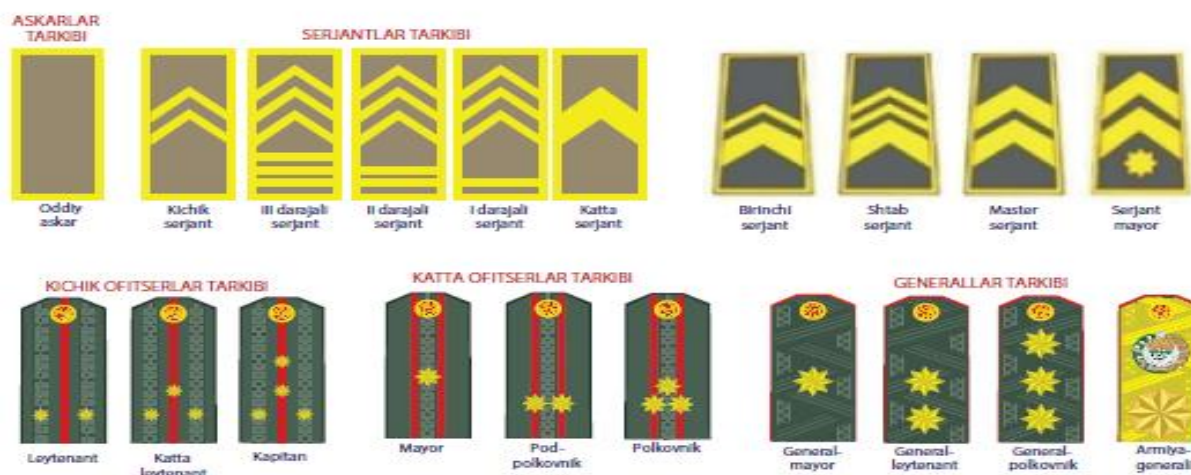 ASKARLAR
TARKIBI
SERJANTLAR TARKIBI
Oddiy
askar
Kichik
serjant
III darajali
serjant
II darajali
serjant
I darajali
serjant
Katta
serjant
Birinchi
serjant
Shtab
serjant
Master
serjant
Serjant
mayor
KICHIK OFITSERLAR TARKIBI
KATTA OFITSERLAR TARKIBI
GENERALLAR TARKIBI
Leytenant
Katta
leytenant
Kapitan
Mayor
Pod-
polkovnik
Polkovnik
General-
mayor
General-
leytenant
General-
polkovnik
Armiya-
general